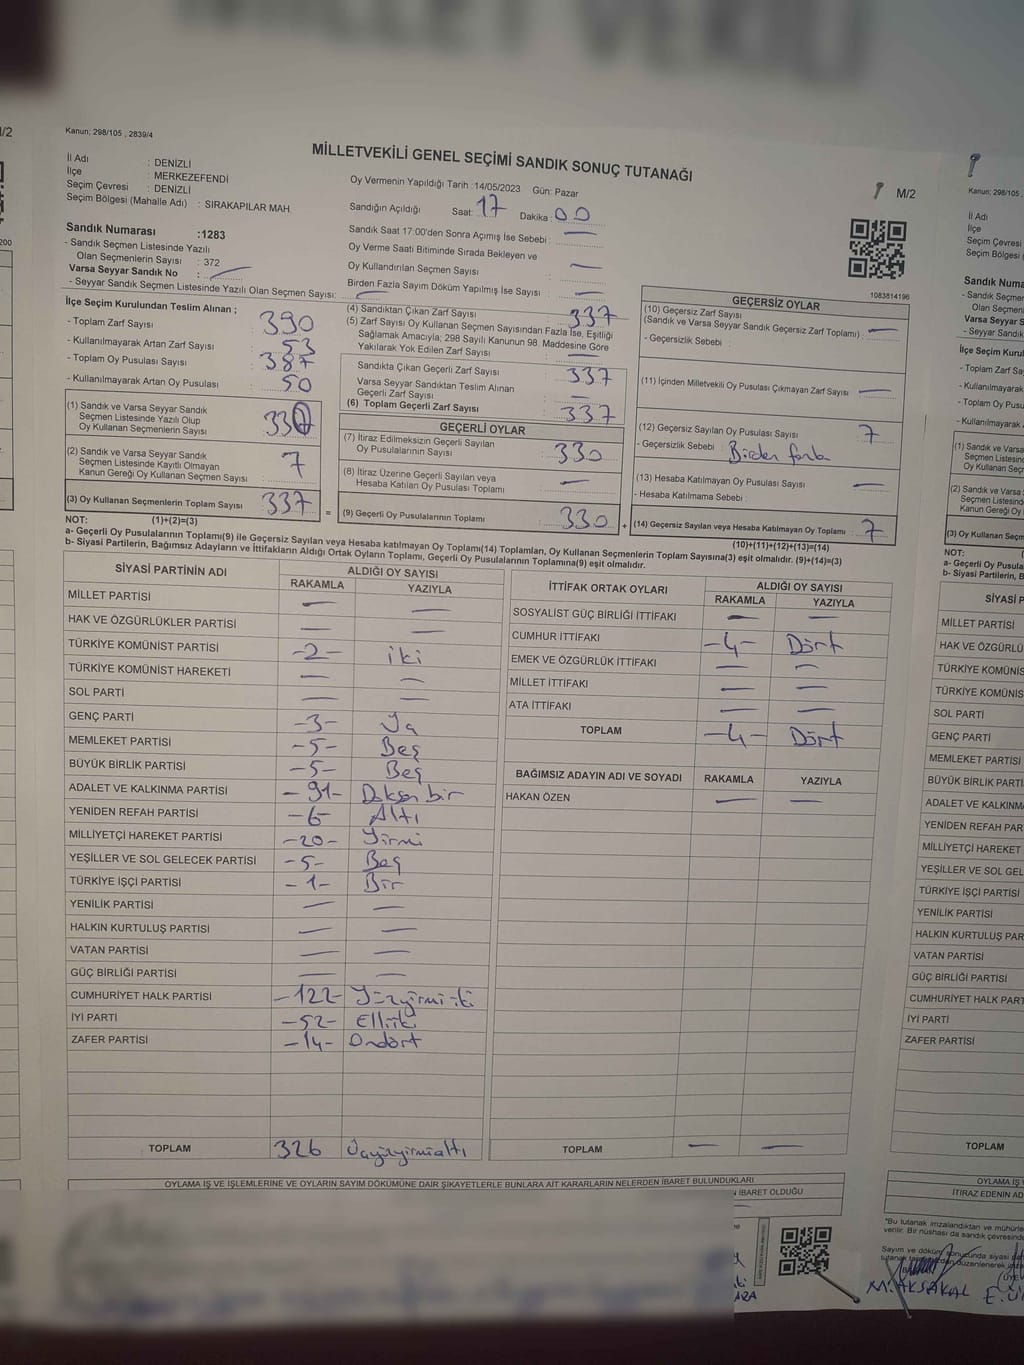 MİLLETVEKİLİ
Kanun; 298/105 , 2839/4
MİLLETVEKİLİ GENEL SEÇİMİ SANDIK SONUÇ TUTANAĞI
M/2
İl Adı : DENİZLİ
İlçe : MERKEZEFENDİ
Seçim Çevresi : DENİZLİ
Seçim Bölgesi (Mahalle Adı) : SIRAKAPILAR MAH.
Oy Vermenin Yapıldığı Tarih :14/05/2023 Gün: Pazar
Sandığın Açıldığı Saat: 17 Dakika : 00
Sandık Saat 17:00'den Sonra Açımış İse Sebebi : —
Oy Verme Saati Bitiminde Sırada Bekleyen ve
Oy Kullandırılan Seçmen Sayısı —
Birden Fazla Sayım Döküm Yapılmış İse Sayısı : —
Sandık Numarası :1283
- Sandık Seçmen Listesinde Yazılı
Olan Seçmenlerin Sayısı : 372
Varsa Seyyar Sandık No : —
- Seyyar Sandık Seçmen Listesinde Yazılı Olan Seçmen Sayısı: —
1083814196
İlçe Seçim Kurulundan Teslim Alınan ;
- Toplam Zarf Sayısı : 390
- Kullanılmayarak Artan Zarf Sayısı : 53
- Toplam Oy Pusulası Sayısı : 387
- Kullanılmayarak Artan Oy Pusulası : 50
(1) Sandık ve Varsa Seyyar Sandık
Seçmen Listesinde Yazılı Olup
Oy Kullanan Seçmenlerin Sayısı : 330
(2) Sandık ve Varsa Seyyar Sandık
Seçmen Listesinde Kayıtlı Olmayan
Kanun Gereği Oy Kullanan Seçmen Sayısı : 7
(3) Oy Kullanan Seçmenlerin Toplam Sayısı : 337
(1)+(2)=(3)
(4) Sandıktan Çıkan Zarf Sayısı : 337
(5) Zarf Sayısı Oy Kullanan Seçmen Sayısından Fazla İse, Eşitliği
Sağlamak Amacıyla; 298 Sayılı Kanunun 98. Maddesine Göre
Yakılarak Yok Edilen Zarf Sayısı : —
Sandıkta Çıkan Geçerli Zarf Sayısı : 337
Varsa Seyyar Sandıktan Teslim Alınan
Geçerli Zarf Sayısı : —
(6) Toplam Geçerli Zarf Sayısı : 337
GEÇERLİ OYLAR
(7) İtiraz Edilmeksizin Geçerli Sayılan
Oy Pusulalarının Sayısı : 330
(8) İtiraz Üzerine Geçerli Sayılan veya
Hesaba Katılan Oy Pusulası Toplamı : —
= (9) Geçerli Oy Pusulalarının Toplamı : 330 +
GEÇERSİZ OYLAR
(10) Geçersiz Zarf Sayısı
(Sandık ve Varsa Seyyar Sandık Geçersiz Zarf Toplamı) : —
- Geçersizlik Sebebi :
(11) İçinden Milletvekili Oy Pusulası Çıkmayan Zarf Sayısı : —
(12) Geçersiz Sayılan Oy Pusulası Sayısı : 7
- Geçersizlik Sebebi : Birden fazla
(13) Hesaba Katılmayan Oy Pusulası Sayısı : —
- Hesaba Katılmama Sebebi :
(14) Geçersiz Sayılan veya Hesaba Katılmayan Oy Toplamı : 7
(10)+(11)+(12)+(13)=(14)
NOT:
a- Geçerli Oy Pusulalarının Toplamı(9) ile Geçersiz Sayılan veya Hesaba katılmayan Oy Toplamı(14) Toplamları, Oy Kullanan Seçmenlerin Toplam Sayısına(3) eşit olmalıdır. (9)+(14)=(3)
b- Siyasi Partilerin, Bağımsız Adayların ve İttifakların Aldığı Ortak Oyların Toplamı, Geçerli Oy Pusulalarının Toplamına(9) eşit olmalıdır.
SİYASİ PARTİNİN ADI ALDIĞI OY SAYISI
RAKAMLA YAZIYLA
MİLLET PARTİSİ — —
HAK VE ÖZGÜRLÜKLER PARTİSİ — —
TÜRKİYE KOMÜNİST PARTİSİ -2- iki
TÜRKİYE KOMÜNİST HAREKETİ — —
SOL PARTİ — —
GENÇ PARTİ -3- Üç
MEMLEKET PARTİSİ -5- Beş
BÜYÜK BİRLİK PARTİSİ -5- Beş
ADALET VE KALKINMA PARTİSİ -91- Doksan bir
YENİDEN REFAH PARTİSİ -6- Altı
MİLLİYETÇİ HAREKET PARTİSİ -20- Yirmi
YEŞİLLER VE SOL GELECEK PARTİSİ -5- Beş
TÜRKİYE İŞÇİ PARTİSİ -1- Bir
YENİLİK PARTİSİ — —
HALKIN KURTULUŞ PARTİSİ — —
VATAN PARTİSİ — —
GÜÇ BİRLİĞİ PARTİSİ — —
CUMHURİYET HALK PARTİSİ -122- Yüzyirmi iki
İYİ PARTİ -52- Elliiki
ZAFER PARTİSİ -14- Ondört
TOPLAM 326 Üçyüzyirmialtı
İTTİFAK ORTAK OYLARI ALDIĞI OY SAYISI
RAKAMLA YAZIYLA
SOSYALİST GÜÇ BİRLİĞİ İTTİFAKI — —
CUMHUR İTTİFAKI -4- Dört
EMEK VE ÖZGÜRLÜK İTTİFAKI — —
MİLLET İTTİFAKI — —
ATA İTTİFAKI — —
TOPLAM -4- Dört
BAĞIMSIZ ADAYIN ADI VE SOYADI RAKAMLA YAZIYLA
HAKAN ÖZEN — —
TOPLAM — —
OYLAMA İŞ VE İŞLEMLERİNE VE OYLARIN SAYIM DÖKÜMÜNE DAİR ŞİKAYETLERLE BUNLARA AİT KARARLARIN NELERDEN İBARET BULUNDUKLARI
İBARET OLDUĞU
M. AKSAKAL